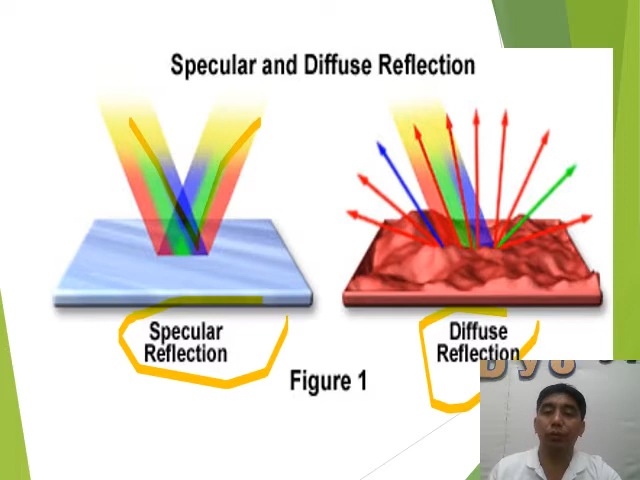 Specular and Diffuse Reflection
Specular
Reflection
Diffuse
Reflection
Figure 1